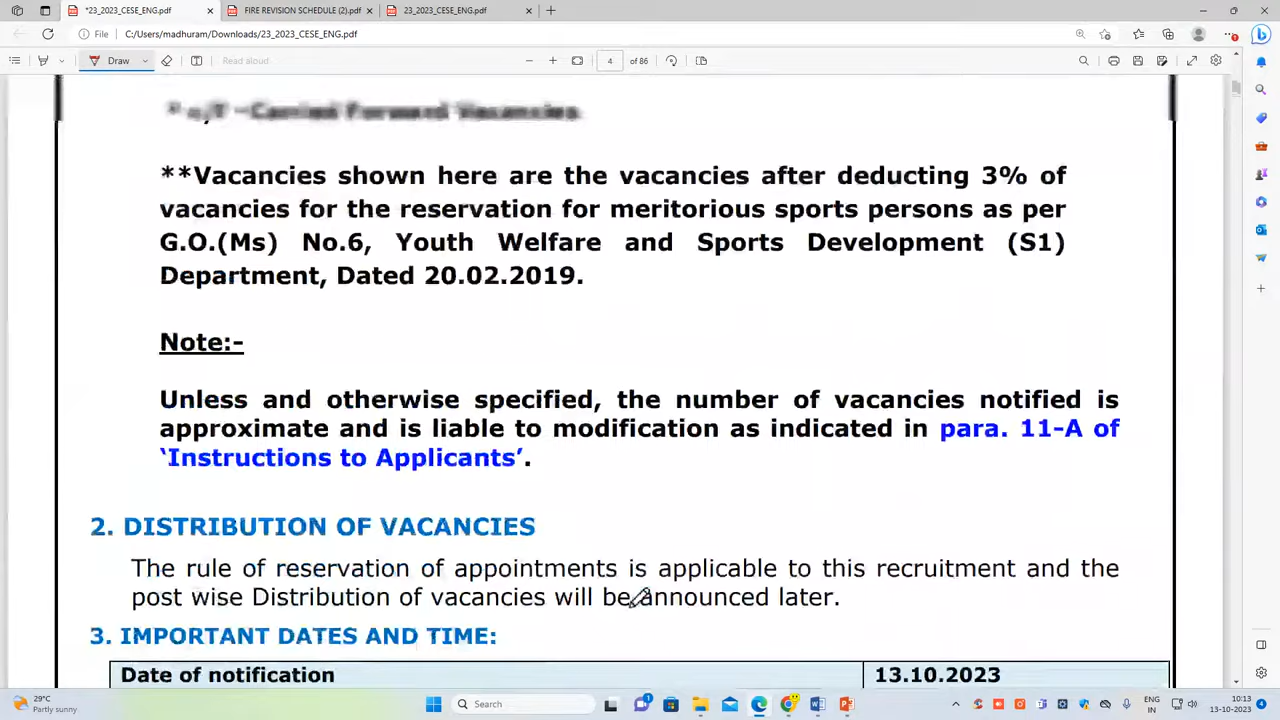 *23_2023_CESE_ENG.pdf
FIRE REVISION SCHEDULE (2).pdf
23_2023_CESE_ENG.pdf
File C:/Users/madhuram/Downloads/23_2023_CESE_ENG.pdf
Draw Read aloud 4 of 86
Carried Forward Vacancies
**Vacancies shown here are the vacancies after deducting 3% of
vacancies for the reservation for meritorious sports persons as per
G.O.(Ms) No.6, Youth Welfare and Sports Development (S1)
Department, Dated 20.02.2019.
Note:-
Unless and otherwise specified, the number of vacancies notified is
approximate and is liable to modification as indicated in para. 11-A of
‘Instructions to Applicants’.
2. DISTRIBUTION OF VACANCIES
The rule of reservation of appointments is applicable to this recruitment and the
post wise Distribution of vacancies will be announced later.
3. IMPORTANT DATES AND TIME:
Date of notification 13.10.2023
29°C
Partly sunny
Search
ENG
IN
10:13
13-10-2023